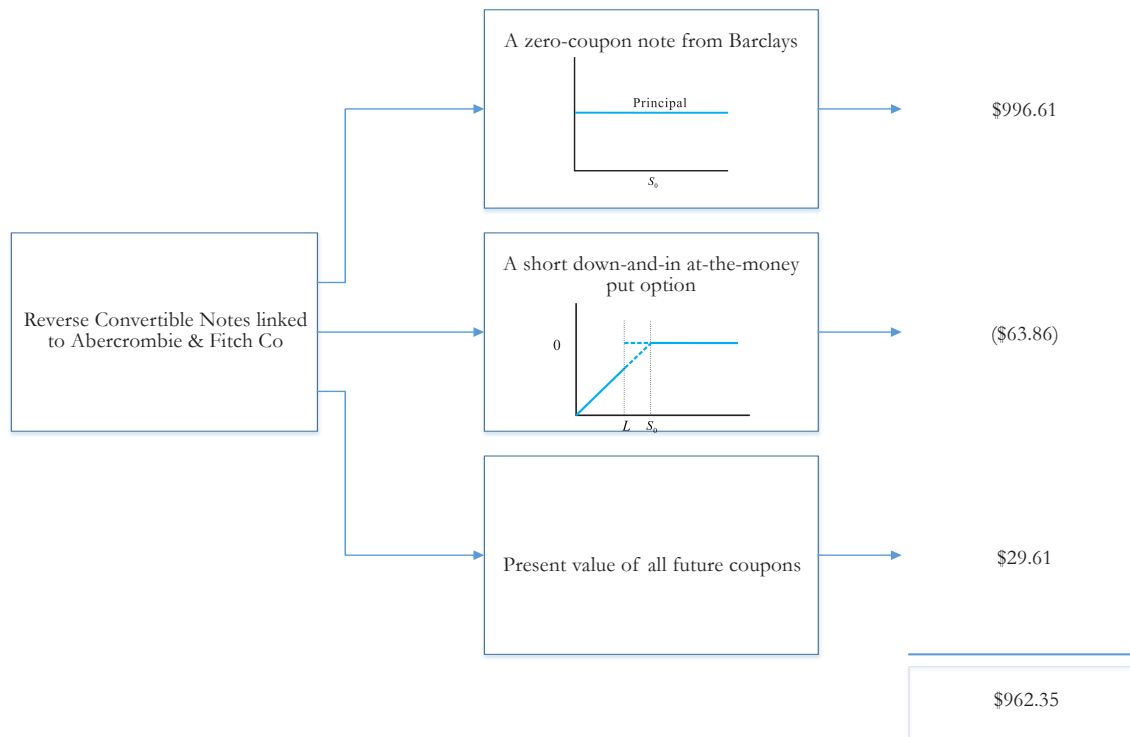 A zero-coupon note from Barclays
Principal
S₀
$996.61
Reverse Convertible Notes linked
to Abercrombie & Fitch Co
A short down-and-in at-the-money
put option
0
L S₀
($63.86)
Present value of all future coupons
$29.61
$962.35